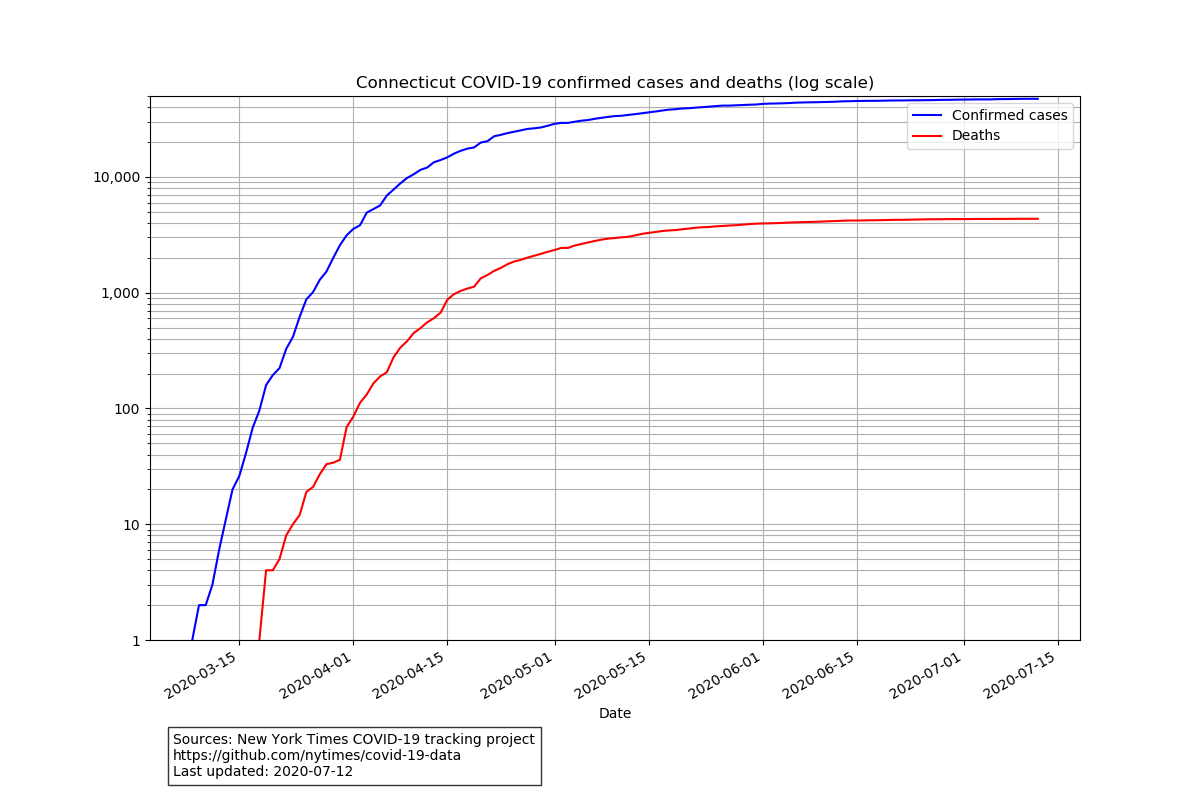 Connecticut COVID-19 confirmed cases and deaths (log scale)
Confirmed cases
Deaths
10,000
1,000
100
10
1
2020-03-15
2020-04-01
2020-04-15
2020-05-01
2020-05-15
2020-06-01
2020-06-15
2020-07-01
2020-07-15
Date
Sources: New York Times COVID-19 tracking project
https://github.com/nytimes/covid-19-data
Last updated: 2020-07-12